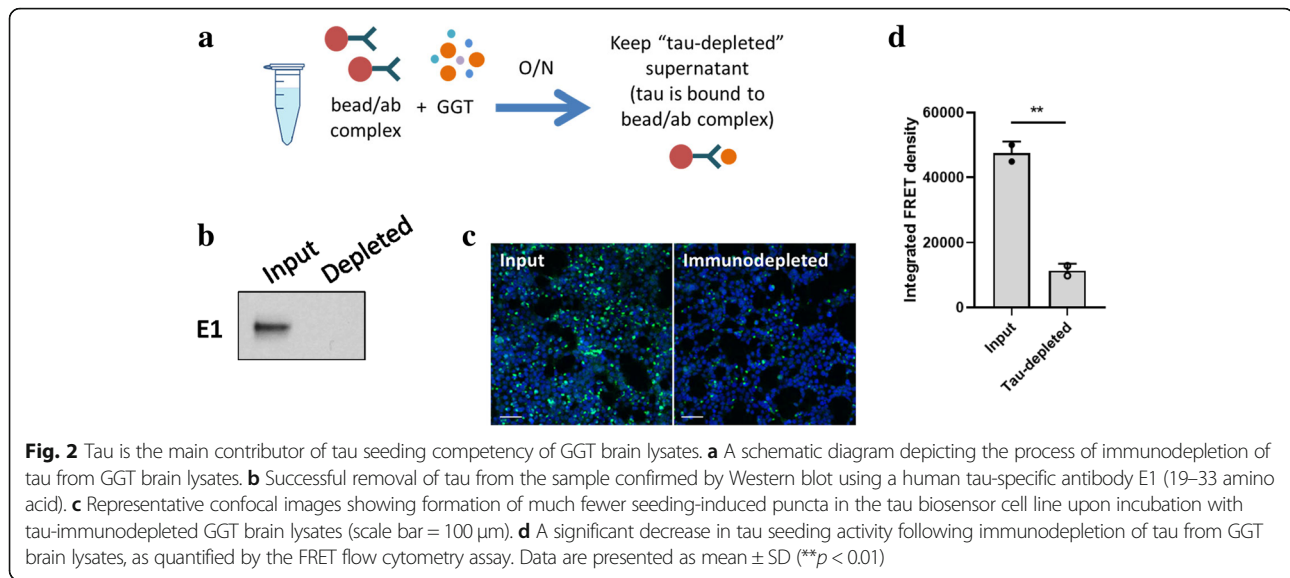 a
bead/ab
complex
+ GGT
O/N
Keep “tau-depleted”
supernatant
(tau is bound to
bead/ab complex)
b
Input
Depleted
E1
c
Input
Immunodepleted
d
**
Integrated FRET density
60000
40000
20000
0
Input
Tau-depleted
Fig. 2 Tau is the main contributor of tau seeding competency of GGT brain lysates. a A schematic diagram depicting the process of immunodepletion of
tau from GGT brain lysates. b Successful removal of tau from the sample confirmed by Western blot using a human tau-specific antibody E1 (19–33 amino
acid). c Representative confocal images showing formation of much fewer seeding-induced puncta in the tau biosensor cell line upon incubation with
tau-immunodepleted GGT brain lysates (scale bar = 100 μm). d A significant decrease in tau seeding activity following immunodepletion of tau from GGT
brain lysates, as quantified by the FRET flow cytometry assay. Data are presented as mean ± SD (**p < 0.01)